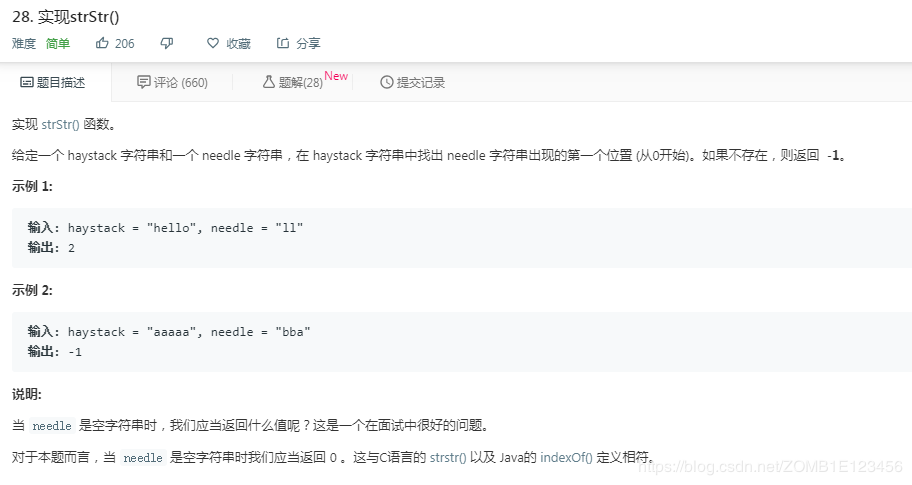 28. 实现strStr()
难度 简单 206 收藏 分享
题目描述 评论 (660) 题解(28) New 提交记录
实现 strStr() 函数。
给定一个 haystack 字符串和一个 needle 字符串，在 haystack 字符串中找出 needle 字符串出现的第一个位置 (从0开始)。如果不存在，则返回 -1。
示例 1:
输入: haystack = "hello", needle = "ll"
输出: 2
示例 2:
输入: haystack = "aaaaa", needle = "bba"
输出: -1
说明:
当 needle 是空字符串时，我们应当返回什么值呢？这是一个在面试中很好的问题。
对于本题而言，当 needle 是空字符串时我们应当返回 0 。这与C语言的 strstr() 以及 Java的 indexOf() 定义相符。
https://blog.csdn.net/ZOMB1E123456